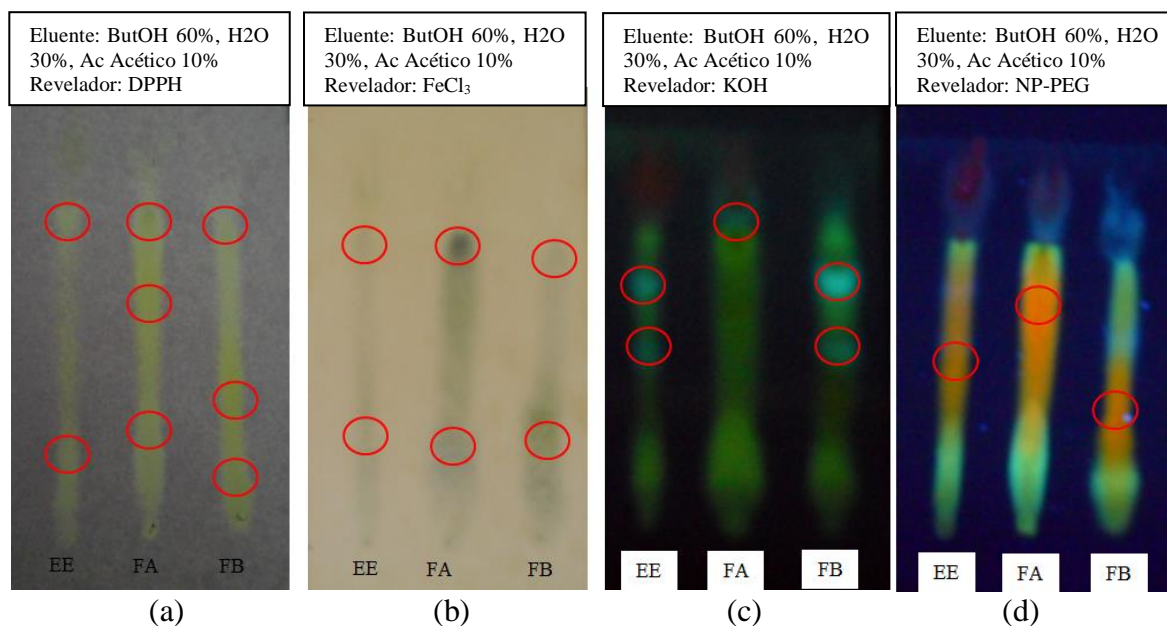 Eluente: ButOH 60%, H2O
30%, Ac Acético 10%
Revelador: DPPH
Eluente: ButOH 60%, H2O
30%, Ac Acético 10%
Revelador: FeCl₃
Eluente: ButOH 60%, H2O
30%, Ac Acético 10%
Revelador: KOH
Eluente: ButOH 60%, H2O
30%, Ac Acético 10%
Revelador: NP-PEG
EE FA FB
EE FA FB
EE FA FB
EE FA FB
(a) (b) (c) (d)